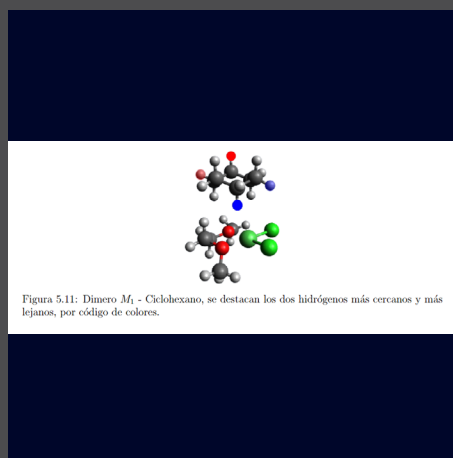 Figura 5.11: Dimero M₁ - Ciclohexano, se destacan los dos hidrógenos más cercanos y más
lejanos, por código de colores.